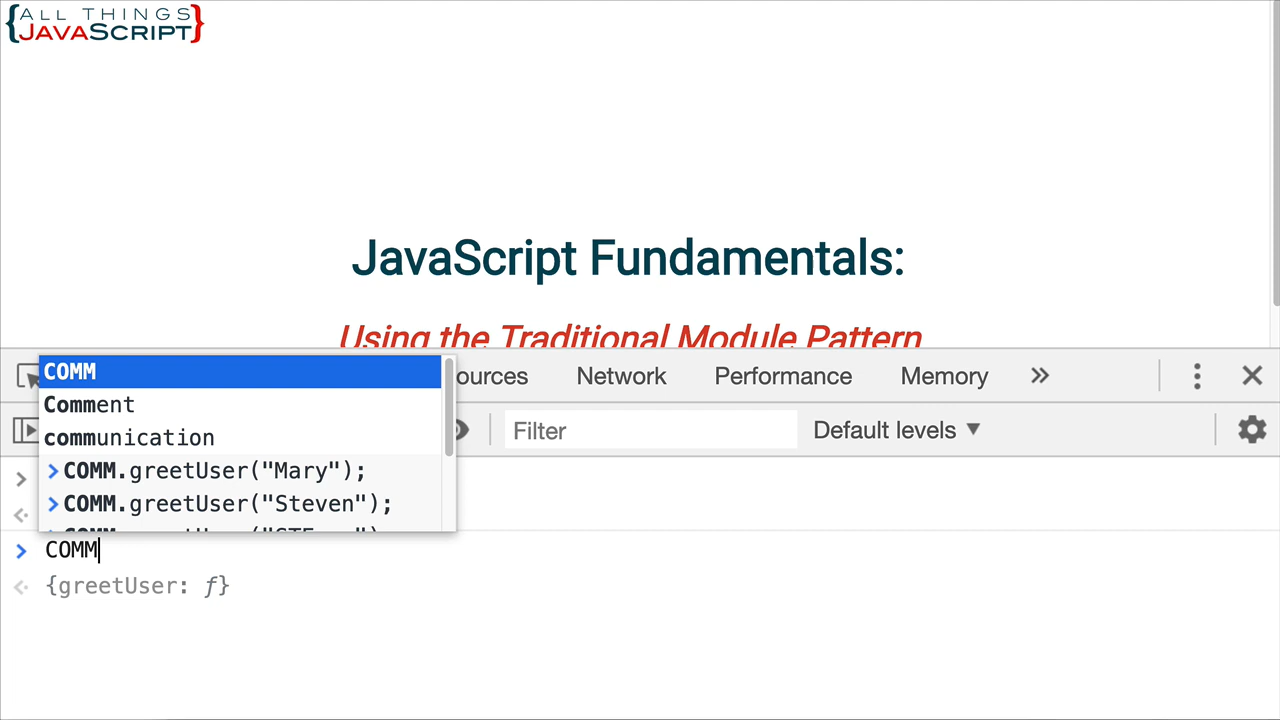 {ALL THINGS
JAVASCRIPT}
JavaScript Fundamentals:
Using the Traditional Module Pattern
ources Network Performance Memory »
Filter Default levels ▼
COMM
Comment
communication
> COMM.greetUser("Mary");
> COMM.greetUser("Steven");
> COMM
{greetUser: ƒ}